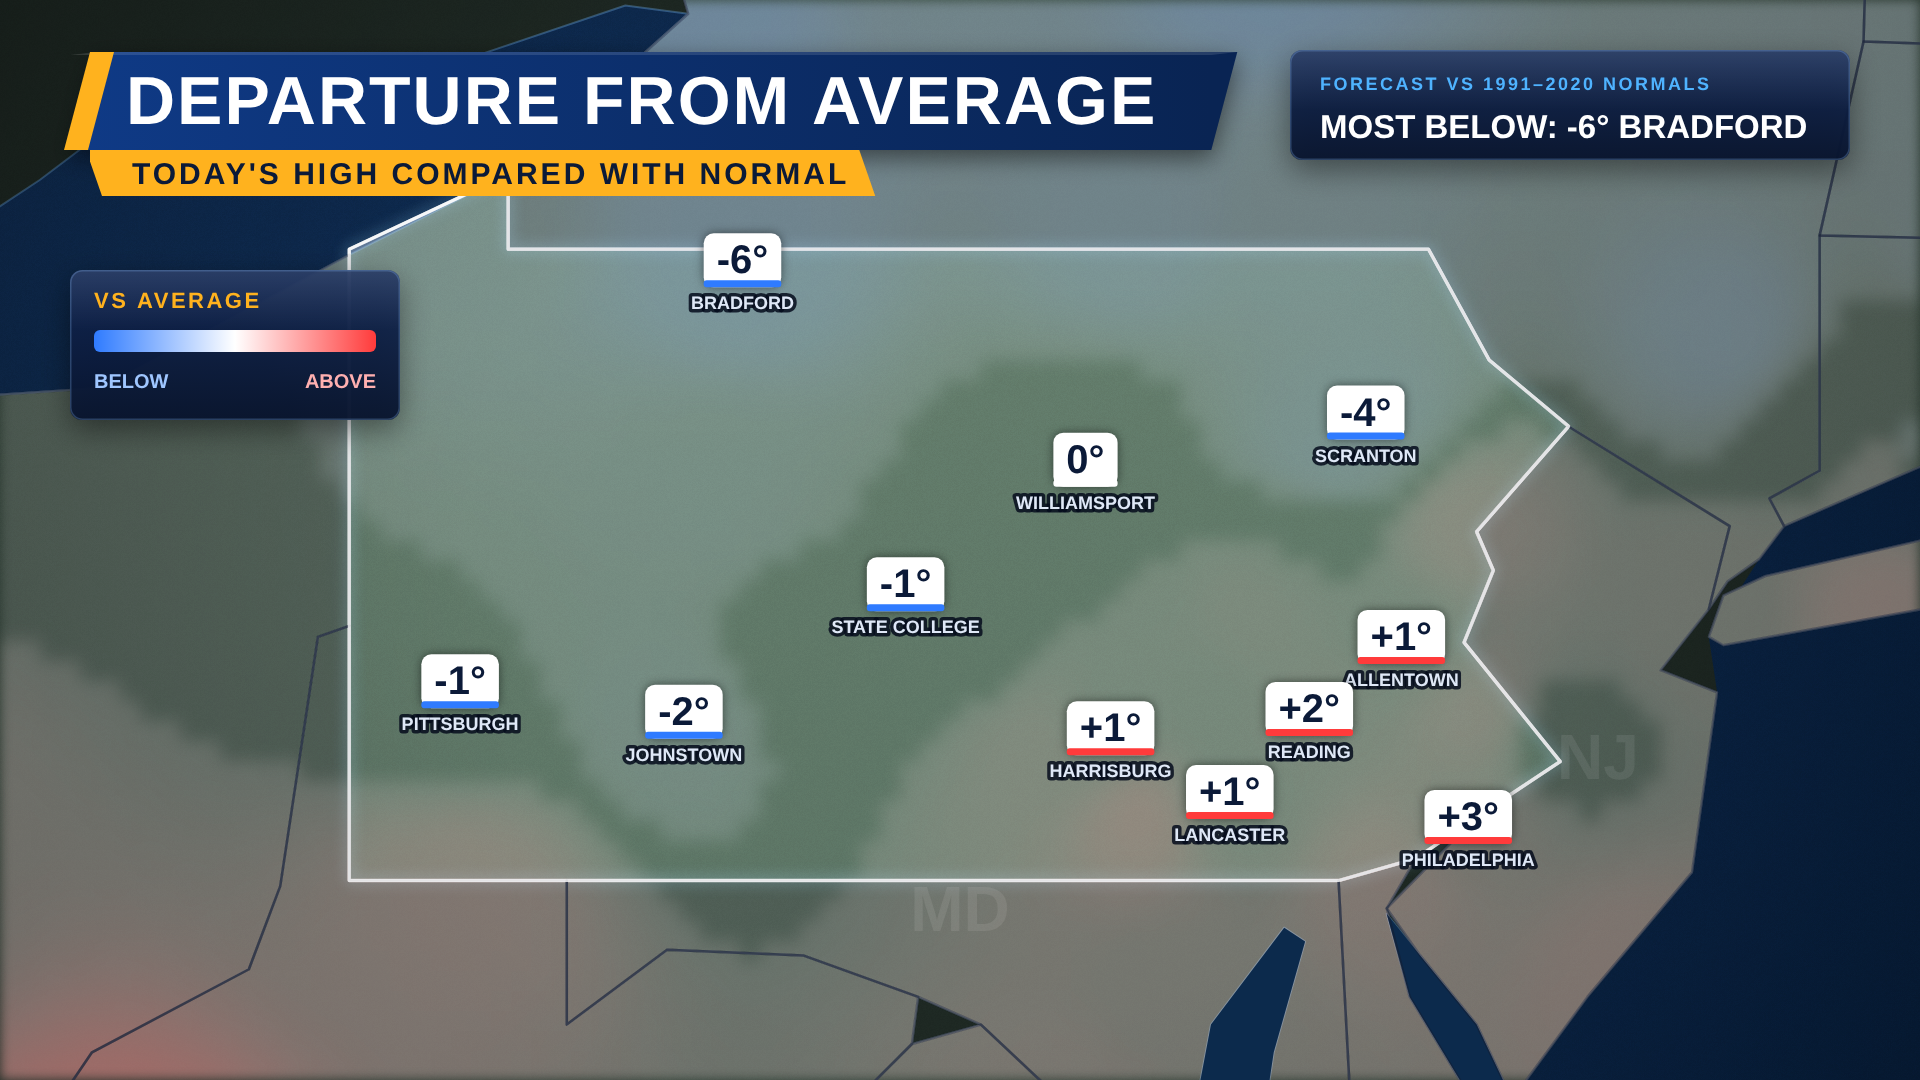 DEPARTURE FROM AVERAGE
TODAY'S HIGH COMPARED WITH NORMAL
FORECAST VS 1991–2020 NORMALS
MOST BELOW: -6° BRADFORD
VS AVERAGE
BELOW
ABOVE
-6°
BRADFORD
-4°
SCRANTON
0°
WILLIAMSPORT
-1°
STATE COLLEGE
+1°
ALLENTOWN
-1°
PITTSBURGH
-2°
JOHNSTOWN
+2°
READING
+1°
HARRISBURG
+1°
LANCASTER
+3°
PHILADELPHIA
NJ
MD